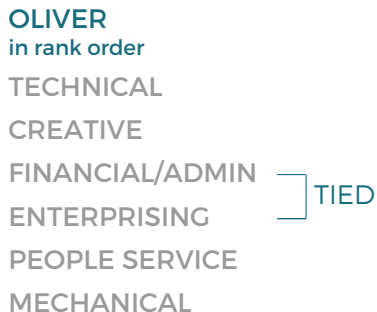 OLIVER
in rank order
TECHNICAL
CREATIVE
FINANCIAL/ADMIN
TIED
ENTERPRISING
PEOPLE SERVICE
MECHANICAL